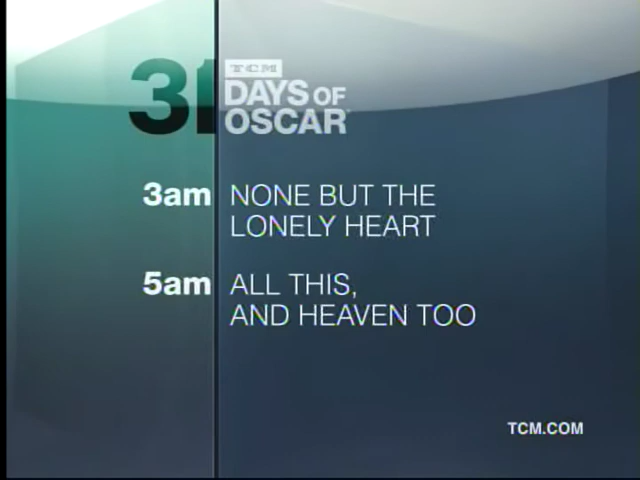 31 TCM
DAYS OF
OSCAR
3am NONE BUT THE
LONELY HEART
5am ALL THIS,
AND HEAVEN TOO
TCM.COM